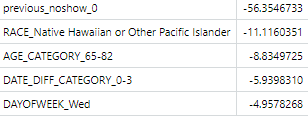 previous_noshow_0 -56.3546733
RACE_Native Hawaiian or Other Pacific Islander -11.1160351
AGE_CATEGORY_65-82 -8.8349725
DATE_DIFF_CATEGORY_0-3 -5.9398310
DAYOFWEEK_Wed -4.9578268